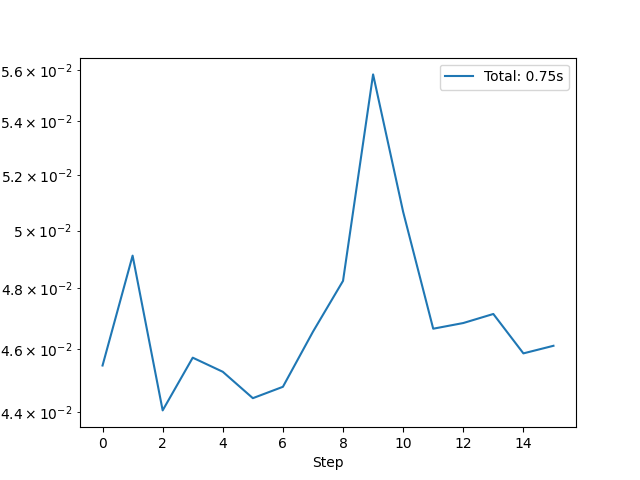 Total: 0.75s
5.6 × 10⁻²
5.4 × 10⁻²
5.2 × 10⁻²
5 × 10⁻²
4.8 × 10⁻²
4.6 × 10⁻²
4.4 × 10⁻²
0 2 4 6 8 10 12 14
Step